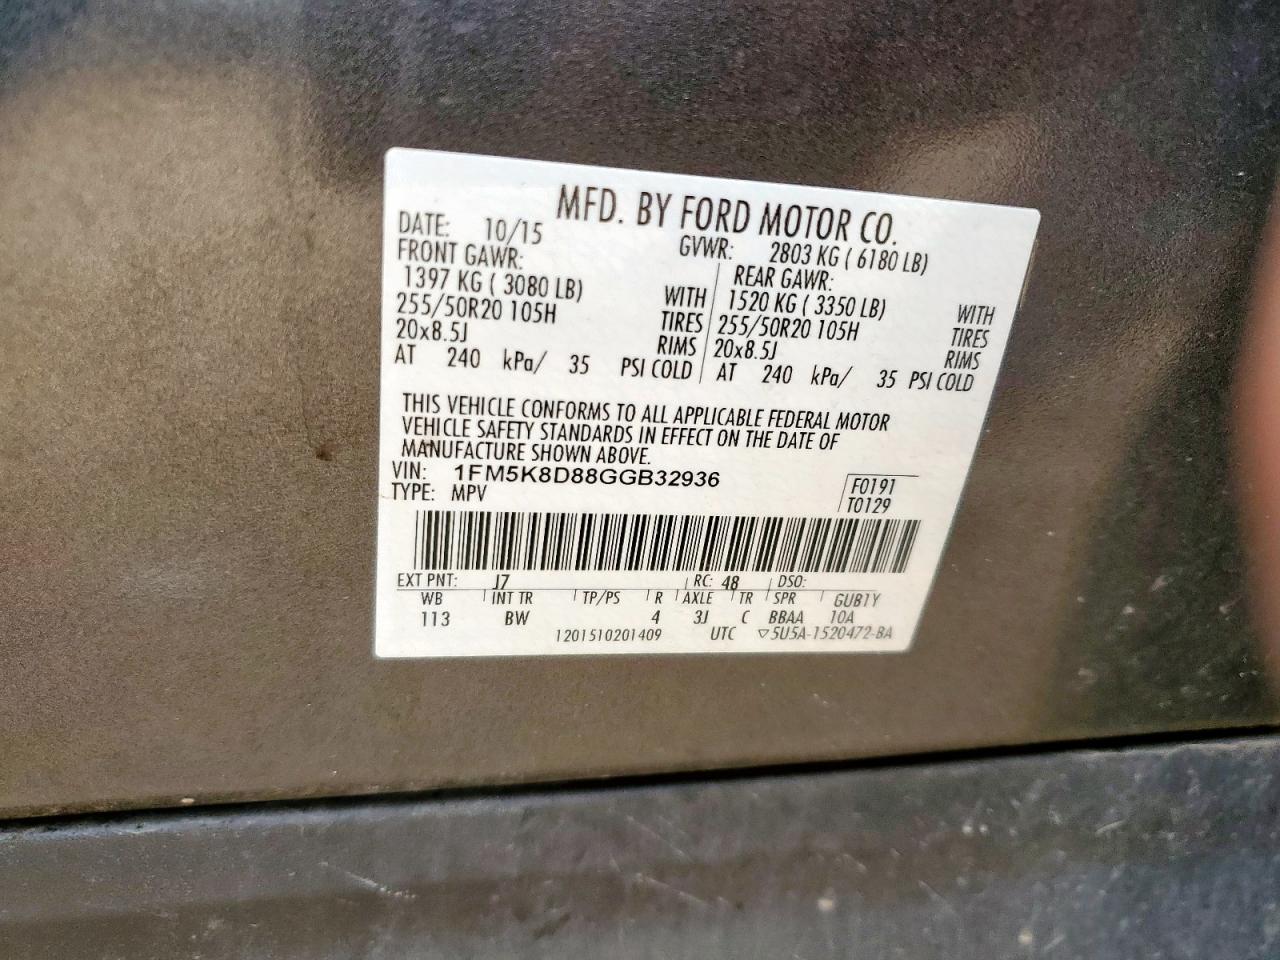 MFD. BY FORD MOTOR CO.
DATE: 10/15 GVWR: 2803 KG ( 6180 LB)
FRONT GAWR: REAR GAWR:
1397 KG ( 3080 LB) WITH 1520 KG ( 3350 LB) WITH
255/50R20 105H TIRES 255/50R20 105H TIRES
20x8.5J RIMS 20x8.5J RIMS
AT 240 kPa/ 35 PSI COLD AT 240 kPa/ 35 PSI COLD
THIS VEHICLE CONFORMS TO ALL APPLICABLE FEDERAL MOTOR
VEHICLE SAFETY STANDARDS IN EFFECT ON THE DATE OF
MANUFACTURE SHOWN ABOVE.
VIN: 1FM5K8D88GGB32936 F0191
TYPE: MPV T0129
EXT PNT: J7 RC: 48 DSO:
WB INT TR TP/PS R AXLE TR SPR GUB1Y
113 BW 4 3J C BBAA 10A
1201510201409 UTC ▽5U5A-1520472-BA